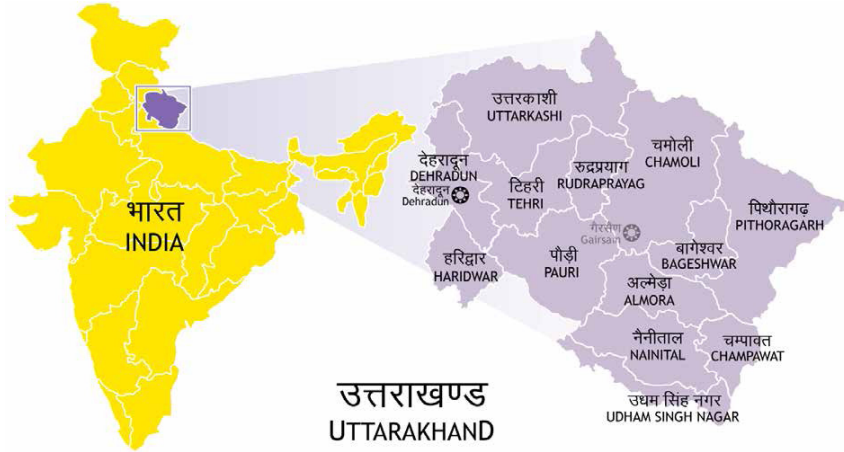 भारत
INDIA
उत्तराखण्ड
UTTARAKHAND
उत्तरकाशी
UTTARKASHI
देहरादून
DEHRADUN
देहरादून
Dehradun
टिहरी
TEHRI
रुद्रप्रयाग
RUDRAPRAYAG
चमोली
CHAMOLI
पिथौरागढ़
PITHORAGARH
हरिद्वार
HARIDWAR
पौड़ी
PAURI
गैरसैण
Gairsain
बागेश्वर
BAGESHWAR
अल्मोड़ा
ALMORA
नैनीताल
NAINITAL
चम्पावत
CHAMPAWAT
उधम सिंह नगर
UDHAM SINGH NAGAR